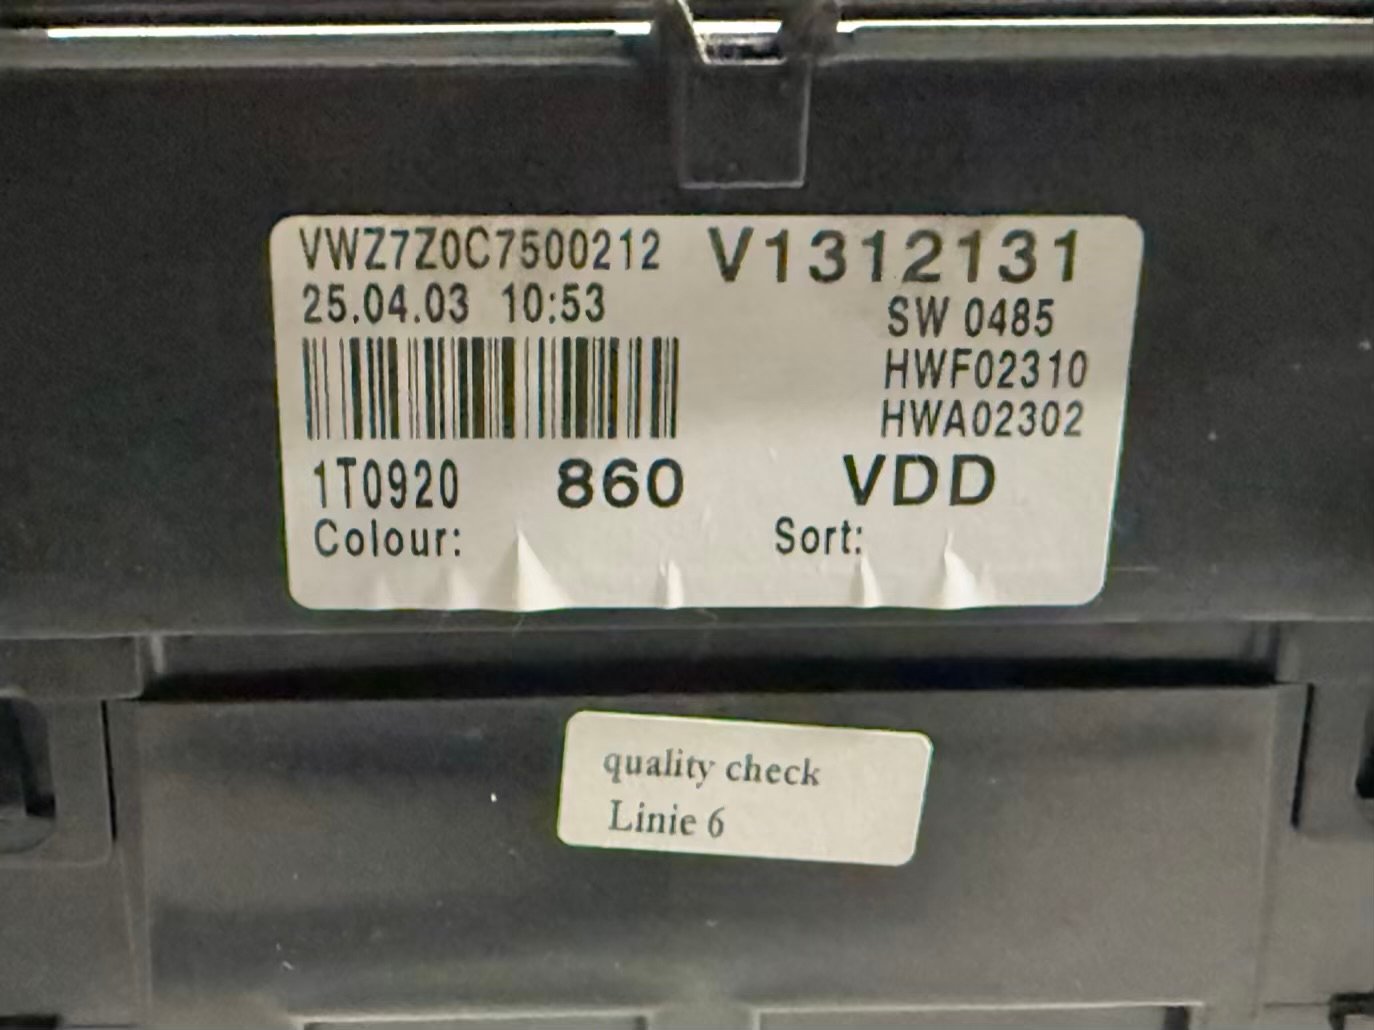 VWZ7Z0C7500212 V1312131
25.04.03 10:53 SW 0485
HWF02310
HWA02302
1T0920 860 VDD
Colour: Sort:
quality check
Linie 6